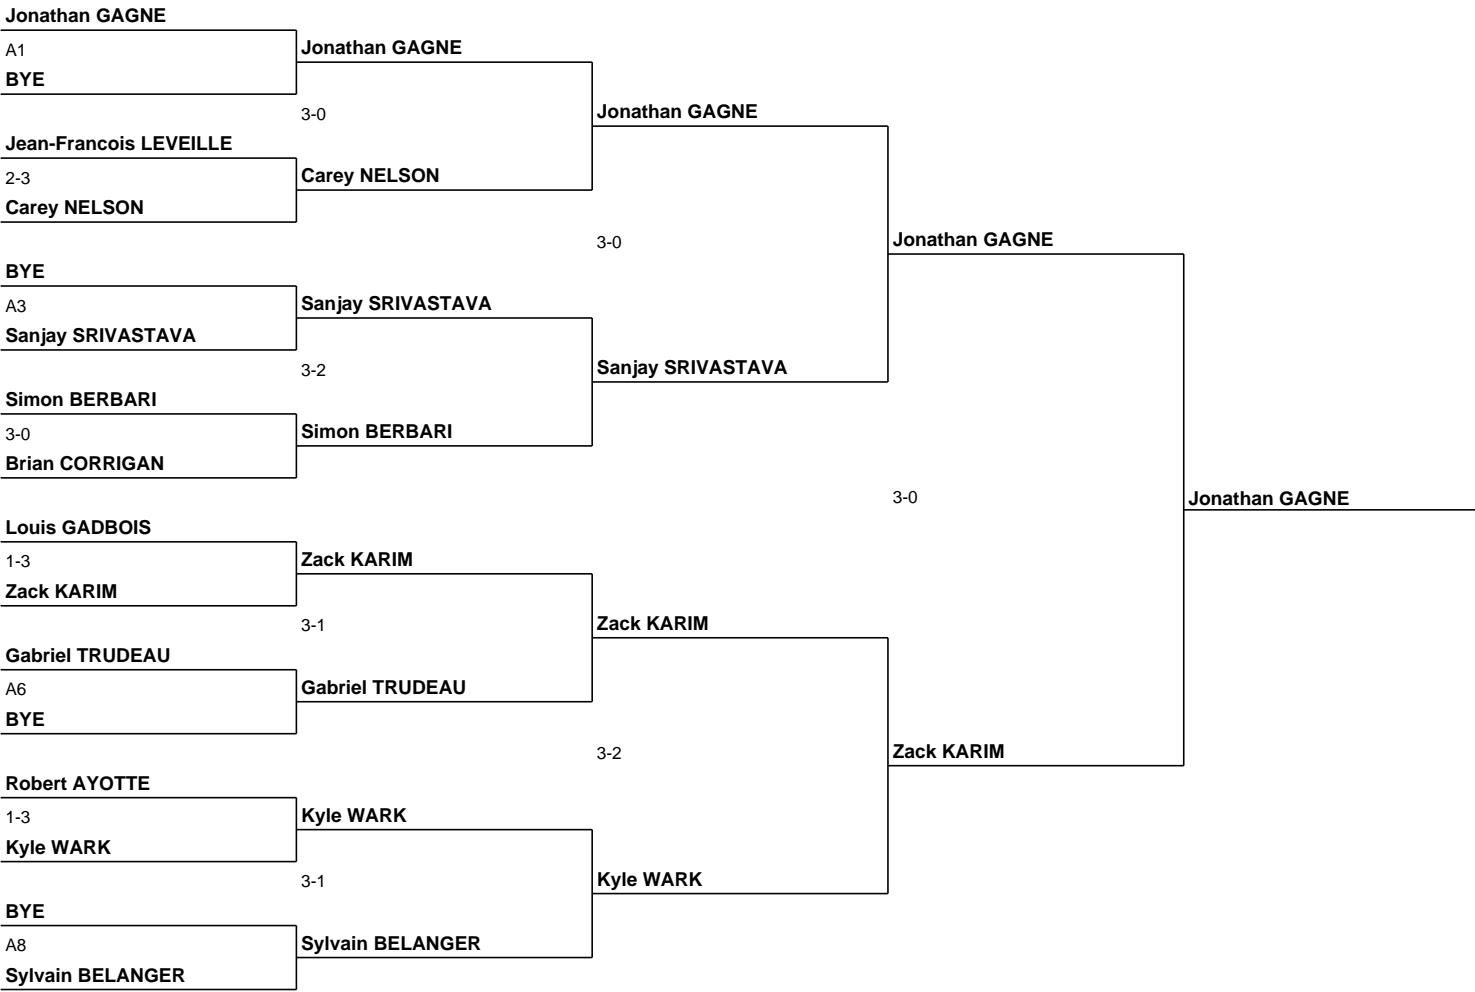 Jonathan GAGNE
A1
BYE
Jean-Francois LEVEILLE
2-3
Carey NELSON
BYE
A3
Sanjay SRIVASTAVA
Simon BERBARI
3-0
Brian CORRIGAN
Louis GADBOIS
1-3
Zack KARIM
Gabriel TRUDEAU
A6
BYE
Robert AYOTTE
1-3
Kyle WARK
BYE
A8
Sylvain BELANGER
Jonathan GAGNE
3-0
Carey NELSON
Sanjay SRIVASTAVA
3-2
Simon BERBARI
Zack KARIM
3-1
Gabriel TRUDEAU
Kyle WARK
3-1
Sylvain BELANGER
Jonathan GAGNE
3-0
Sanjay SRIVASTAVA
Zack KARIM
3-2
Kyle WARK
Jonathan GAGNE
3-0
Zack KARIM
Jonathan GAGNE